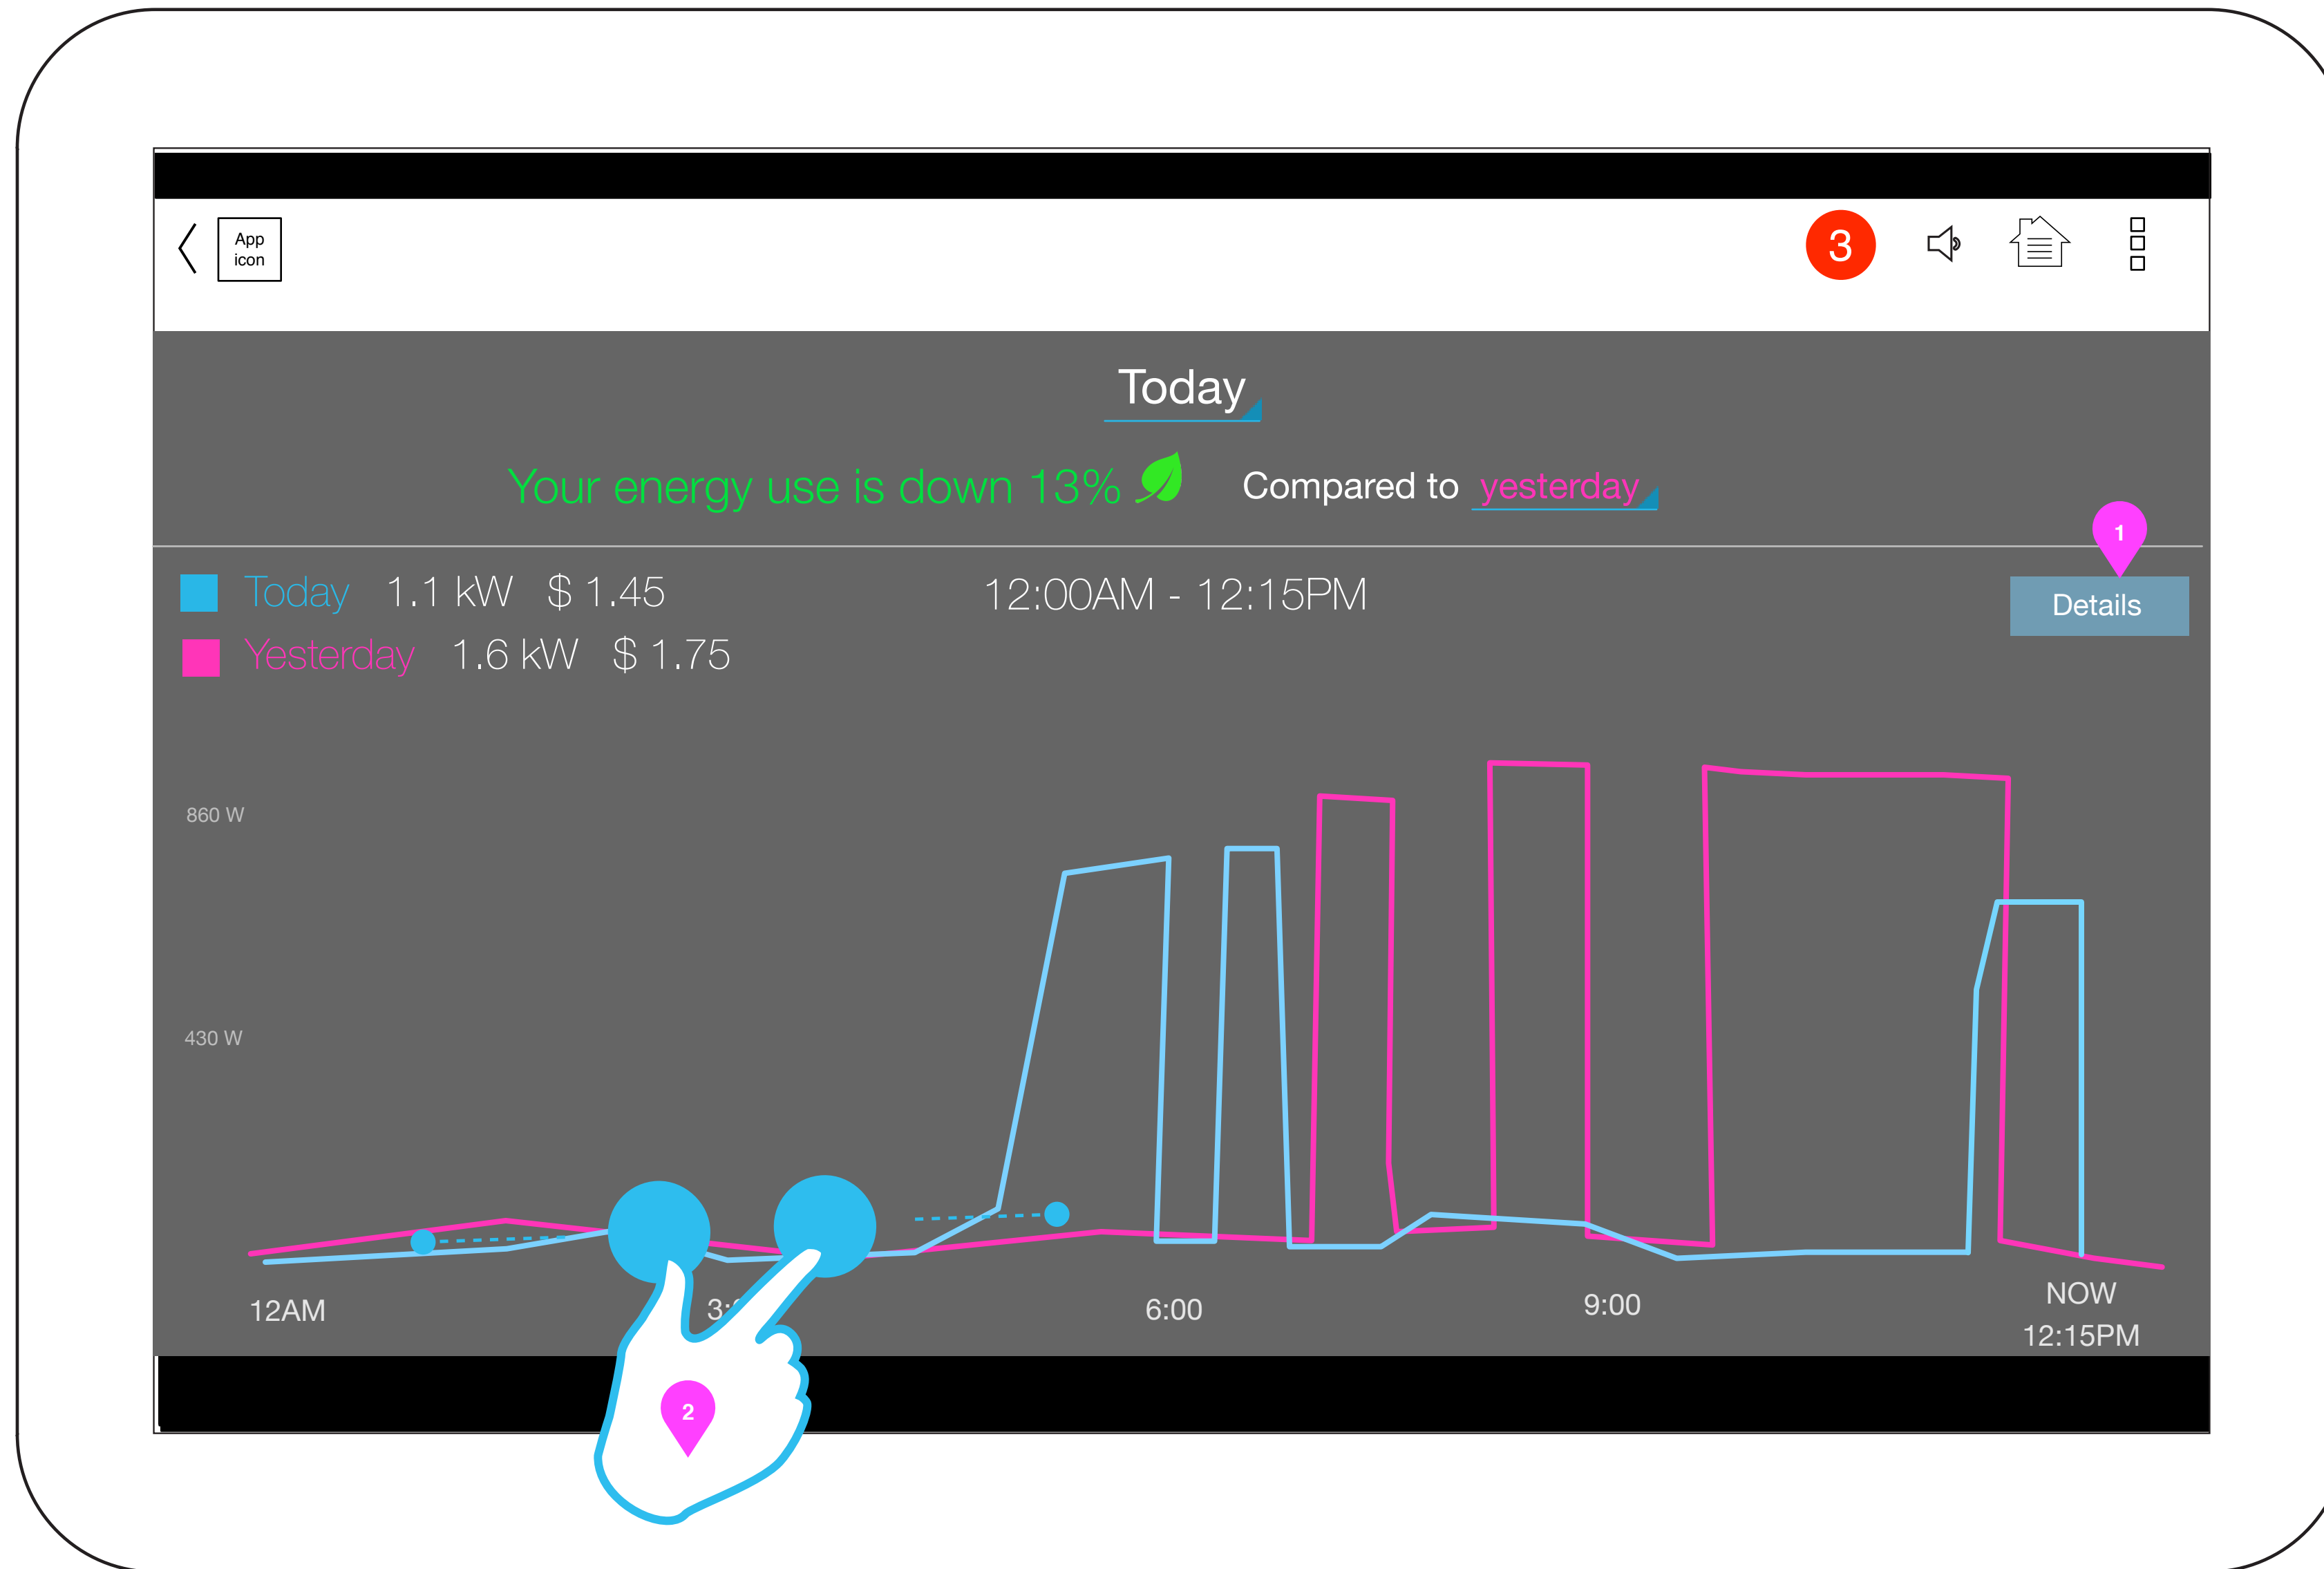 App
icon
3
Today
Your energy use is down 13%
Compared to yesterday
1
Today 1.1 kW $ 1.45
12:00AM - 12:15PM
Details
Yesterday 1.6 kW $ 1.75
860 W
430 W
12AM
6:00
9:00
NOW
12:15PM
2